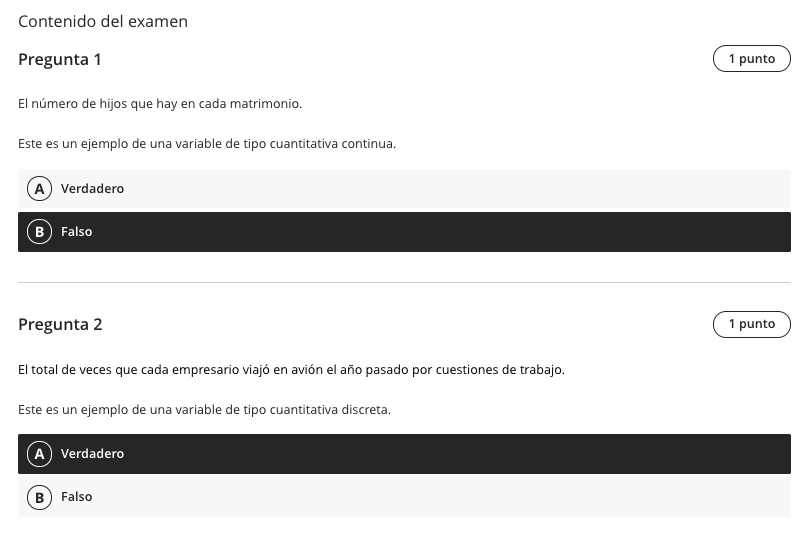 Contenido del examen
Pregunta 1
1 punto
El número de hijos que hay en cada matrimonio.
Este es un ejemplo de una variable de tipo cuantitativa continua.
A Verdadero
B Falso
Pregunta 2
1 punto
El total de veces que cada empresario viajó en avión el año pasado por cuestiones de trabajo.
Este es un ejemplo de una variable de tipo cuantitativa discreta.
A Verdadero
B Falso